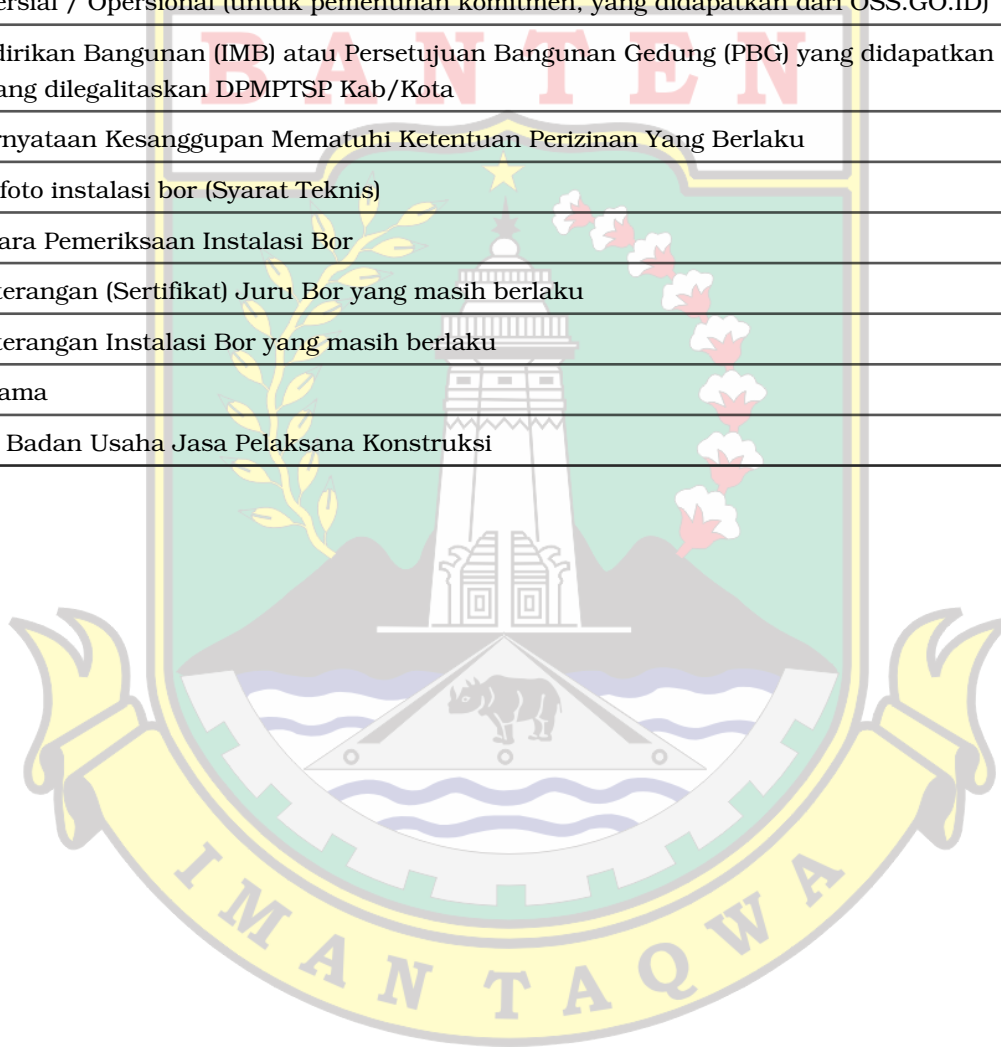 ersial / Opersional (untuk pementuhan komitmen, yang didapatkan dari OSS.GO.ID)
BANTEN
dirikan Bangunan (IMB) atau Persetujuan Bangunan Gedung (PBG) yang didapatkan
ang dilegalitaskan DPMPTSP Kab/Kota
rnyataan Kesanggupan Mematuhi Ketentuan Perizinan Yang Berlaku
foto instalasi bor (Syarat Teknis)
ara Pemeriksaan Instalasi Bor
terangan (Sertifikat) Juru Bor yang masih berlaku
terangan Instalasi Bor yang masih berlaku
ama
Badan Usaha Jasa Pelaksana Konstruksi
IMAN TAQWA